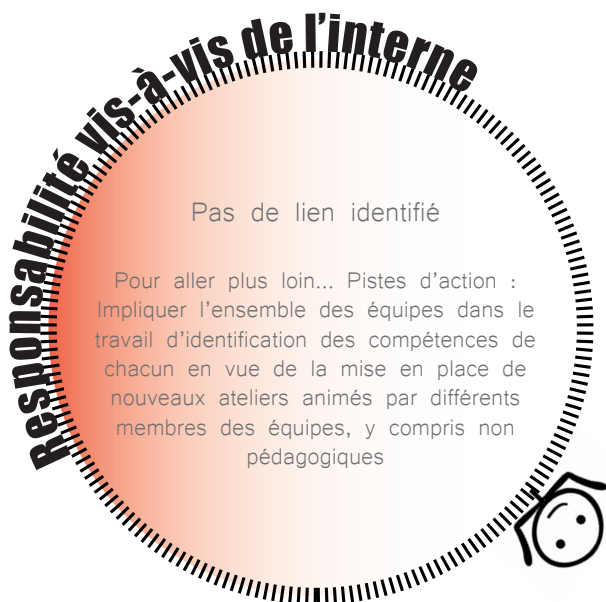 Responsabilité vis-à-vis de l'interne
Pas de lien identifié
Pour aller plus loin... Pistes d'action :
Impliquer l'ensemble des équipes dans le
travail d'identification des compétences de
chacun en vue de la mise en place de
nouveaux ateliers animés par différents
membres des équipes, y compris non
pédagogiques